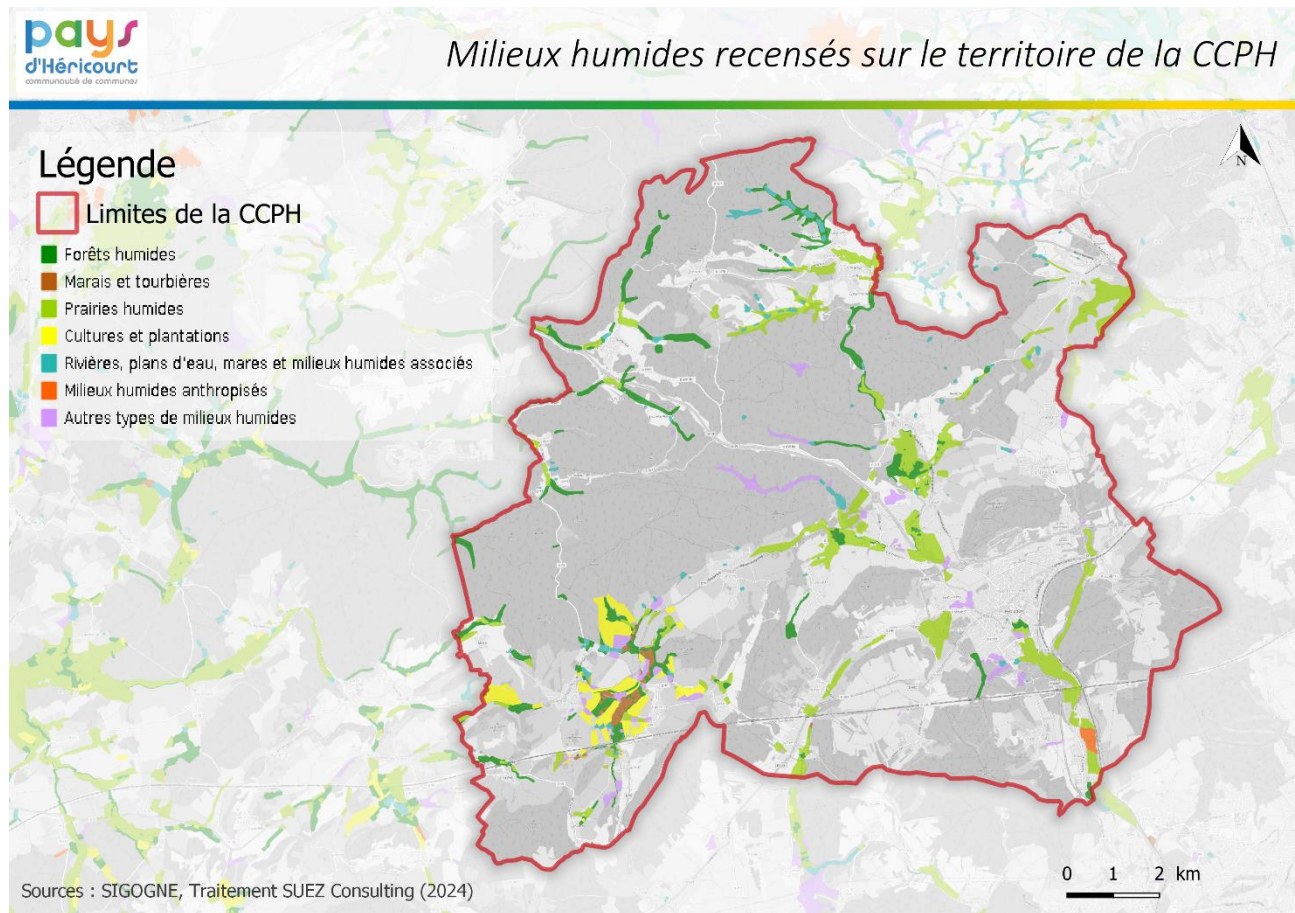 pays
d'Héricourt
communauté de communes
Milieux humides recensés sur le territoire de la CCPH
N
Légende
Limites de la CCPH
Forêts humides
Marais et tourbières
Prairies humides
Cultures et plantations
Rivières, plans d'eau, mares et milieux humides associés
Milieux humides anthropisés
Autres types de milieux humides
0 1 2 km
Sources : SIGOGNE, Traitement SUEZ Consulting (2024)